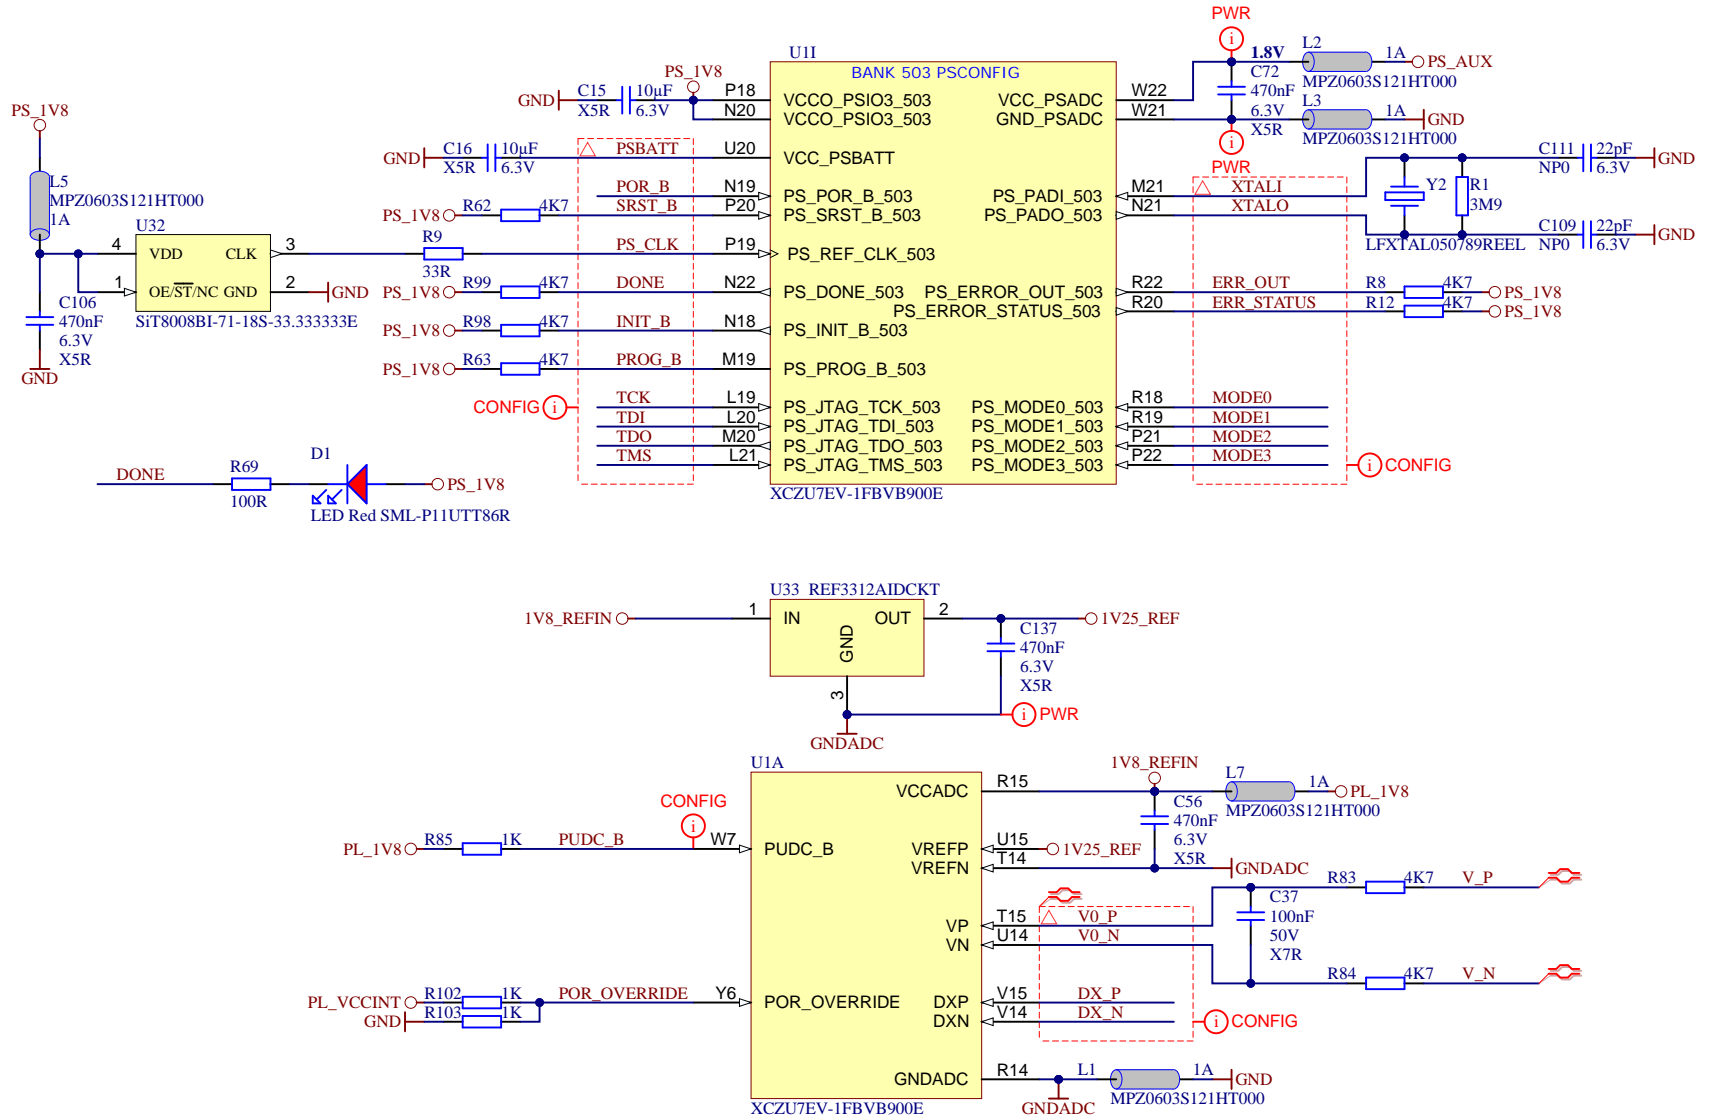 PWR
i
U1I
BANK 503 PSCONFIG
1.8V
L2
1A
PS_AUX
MPZ0603S121HT000
C72
470nF
6.3V
X5R
L3
1A
GND
MPZ0603S121HT000
i
PWR
PS_1V8
GND
C15
10µF
X5R
6.3V
P18
VCCO_PSIO3_503
N20
VCCO_PSIO3_503
VCC_PSADC
W22
GND_PSADC
W21
GND
C16
10µF
X5R
6.3V
PSBATT
U20
VCC_PSBATT
C111
22pF
GND
NP0
6.3V
PS_1V8
L5
MPZ0603S121HT000
1A
POR_B
N19
PS_POR_B_503
PS_PADI_503
M21
XTALI
Y2
R1
3M9
PS_1V8
R62
4K7
SRST_B
P20
PS_SRST_B_503
PS_PADO_503
N21
XTALO
C109
22pF
GND
LFXTAL050789REEL
NP0
6.3V
U32
4
VDD
CLK
3
R9
33R
PS_CLK
P19
PS_REF_CLK_503
1
OE/ST/NC GND
2
GND
SiT8008BI-71-18S-33.333333E
C106
470nF
6.3V
X5R
GND
PS_1V8
R99
4K7
DONE
N22
PS_DONE_503
PS_ERROR_OUT_503
R22
ERR_OUT
R8
4K7
PS_1V8
PS_ERROR_STATUS_503
R20
ERR_STATUS
R12
4K7
PS_1V8
PS_1V8
R98
4K7
INIT_B
N18
PS_INIT_B_503
PS_1V8
R63
4K7
PROG_B
M19
PS_PROG_B_503
CONFIG i
TCK
L19
PS_JTAG_TCK_503
PS_MODE0_503
R18
MODE0
TDI
L20
PS_JTAG_TDI_503
PS_MODE1_503
R19
MODE1
TDO
M20
PS_JTAG_TDO_503
PS_MODE2_503
P21
MODE2
TMS
L21
PS_JTAG_TMS_503
PS_MODE3_503
P22
MODE3
i CONFIG
XCZU7EV-1FBVB900E
DONE
R69
100R
D1
PS_1V8
LED Red SML-P11UTT86R
U33 REF3312AIDCKT
1V8_REFIN
1
IN
OUT
2
1V25_REF
GND
3
C137
470nF
6.3V
X5R
i PWR
GNDADC
U1A
1V8_REFIN
VCCADC
R15
L7
1A
PL_1V8
MPZ0603S121HT000
C56
470nF
6.3V
X5R
CONFIG
i
PL_1V8
R85
1K
PUDC_B
W7
PUDC_B
VREFP
U15
1V25_REF
VREFN
T14
GNDADC
R83
4K7
V_P
C37
100nF
50V
X7R
VP
T15
V0_P
VN
U14
V0_N
R84
4K7
V_N
PL_VCCINT
R102
1K
POR_OVERRIDE
Y6
POR_OVERRIDE
GND
R103
1K
DXP
V15
DX_P
DXN
V14
DX_N
i CONFIG
GNDADC
R14
L1
1A
GND
MPZ0603S121HT000
GNDADC
XCZU7EV-1FBVB900E